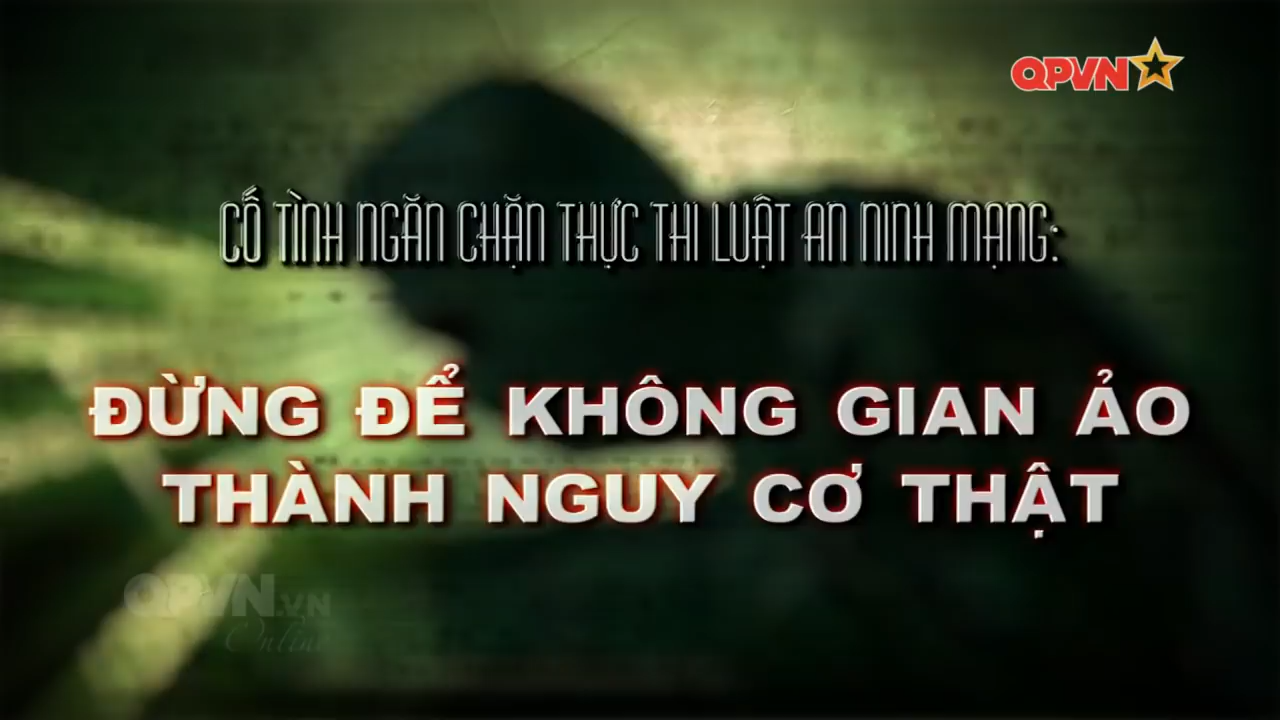 QPVN
CỐ TÌNH NGĂN CHẶN THỰC THI LUẬT AN NINH MẠNG:
ĐỪNG ĐỂ KHÔNG GIAN ẢO
THÀNH NGUY CƠ THẬT
QPVN.VN
Online